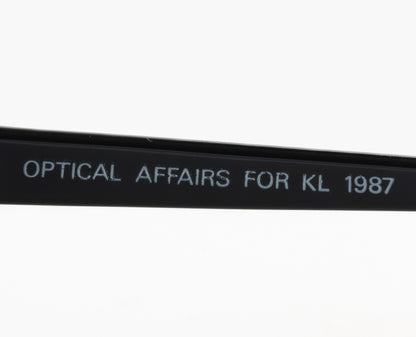 OPTICAL AFFAIRS FOR KL 1987